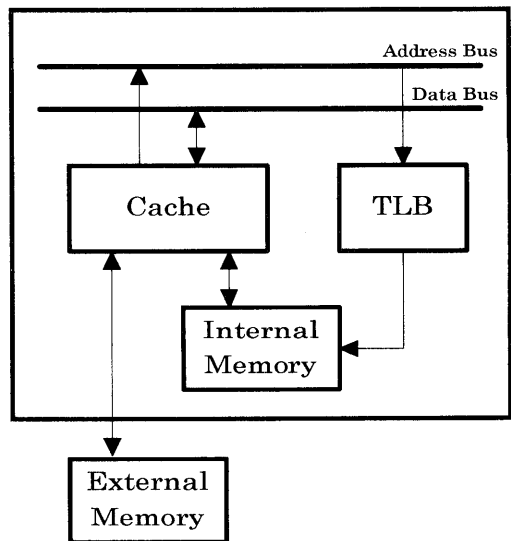 Address Bus
Data Bus
Cache
TLB
Internal
Memory
External
Memory